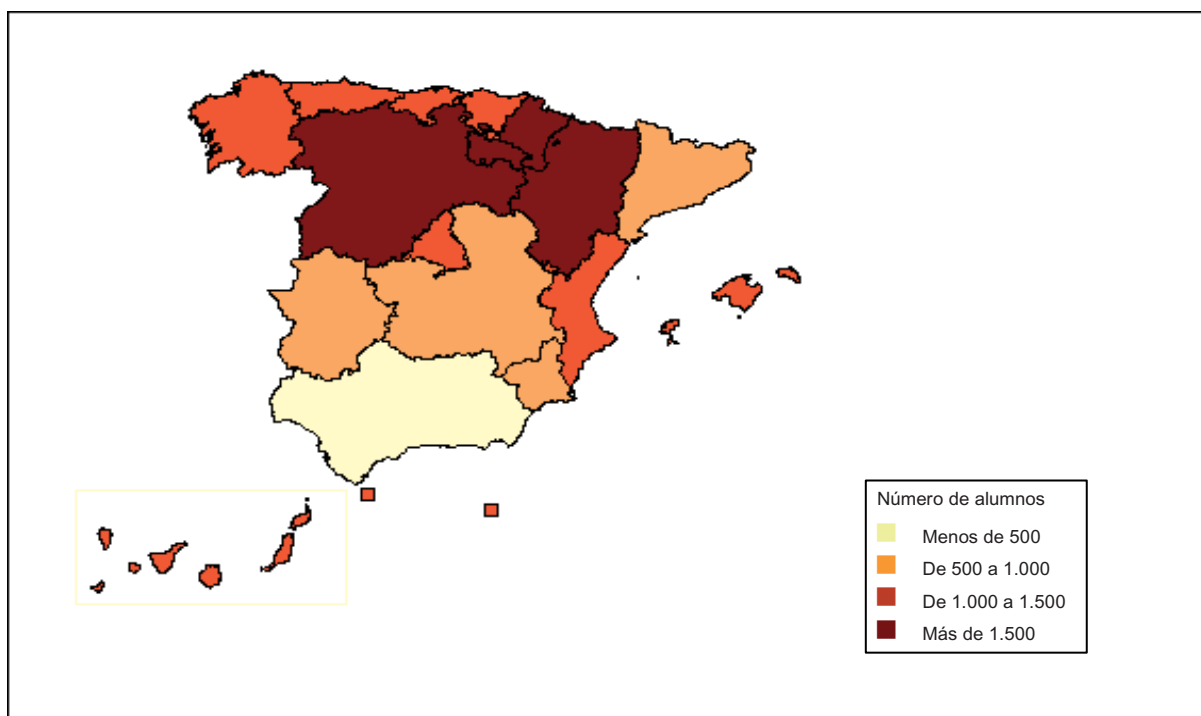 Número de alumnos
Menos de 500
De 500 a 1.000
De 1.000 a 1.500
Más de 1.500